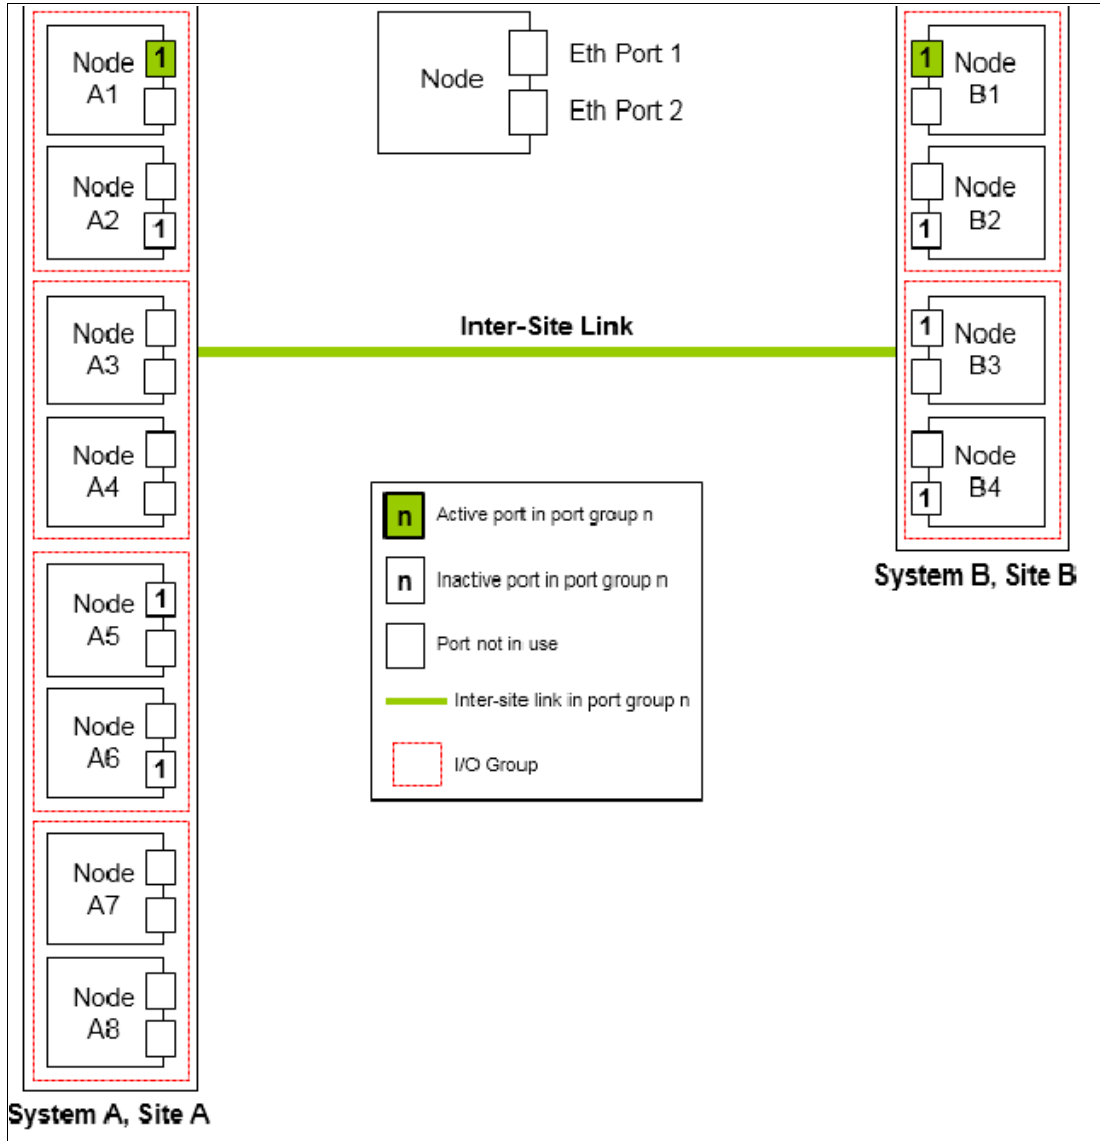 Node
A1
1
Node
A2
1
Node
A3
Node
A4
Node
A5
1
Node
A6
1
Node
A7
Node
A8
System A, Site A
Node
Eth Port 1
Eth Port 2
Inter-Site Link
n Active port in port group n
n Inactive port in port group n
Port not in use
Inter-site link in port group n
I/O Group
1
Node
B1
Node
B2
1
1
Node
B3
Node
B4
1
System B, Site B